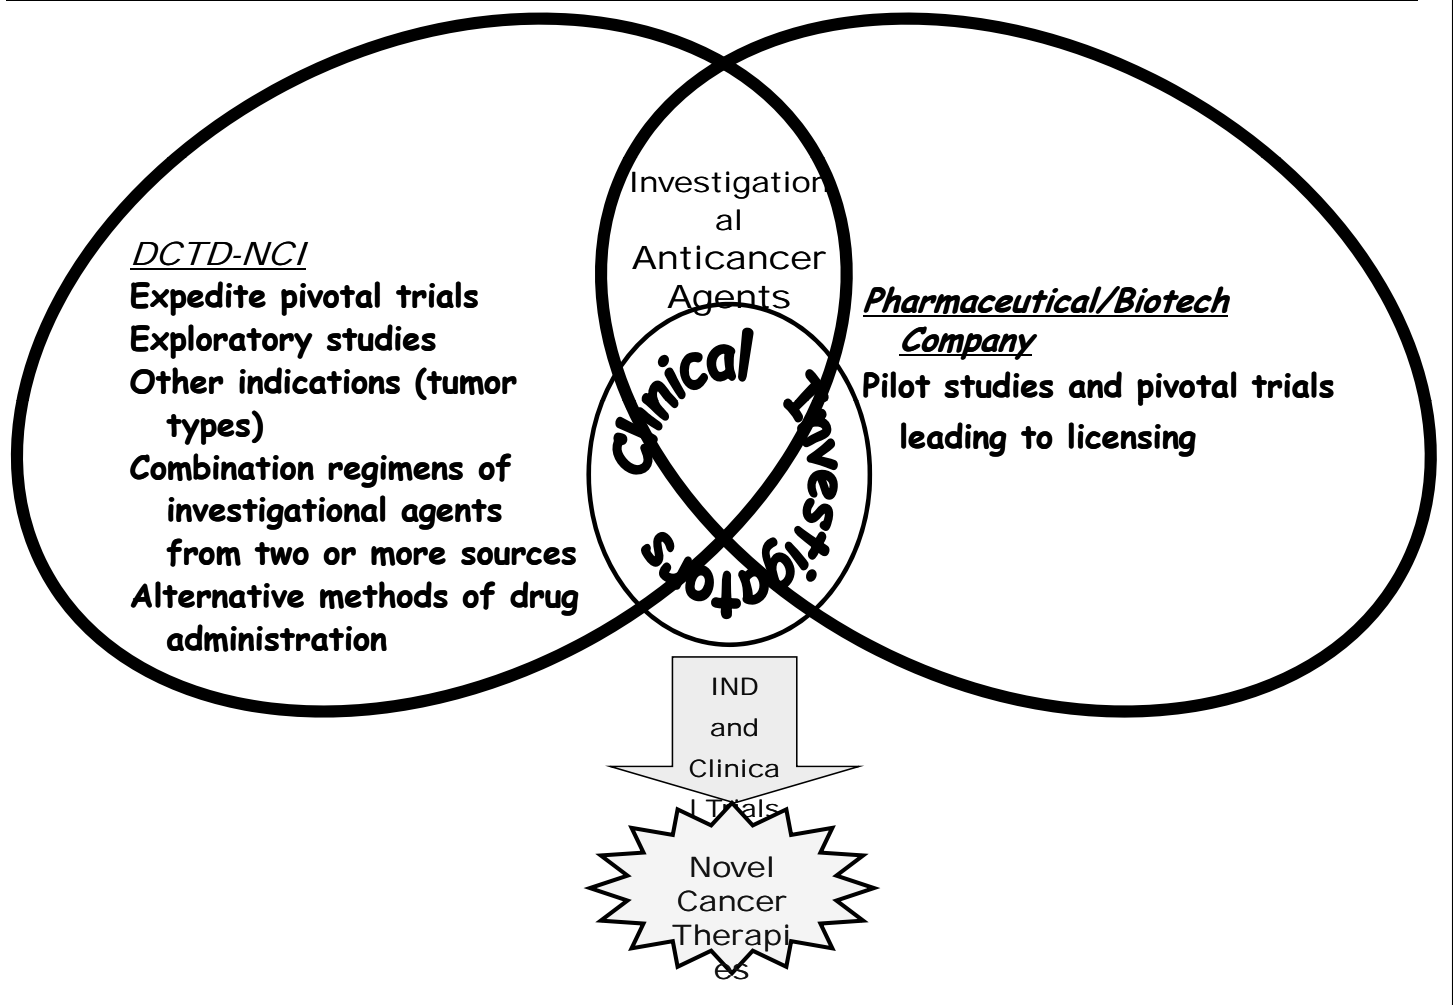 Investigation
al
Anticancer
Agents
DCTD-NCI
Expedite pivotal trials
Exploratory studies
Other indications (tumor
types)
Combination regimens of
investigational agents
from two or more sources
Alternative methods of drug
administration
Pharmaceutical/Biotech
Company
Pilot studies and pivotal trials
leading to licensing
Clinical Investigators
IND
and
Clinica
l Trials
Novel
Cancer
Therapi
es